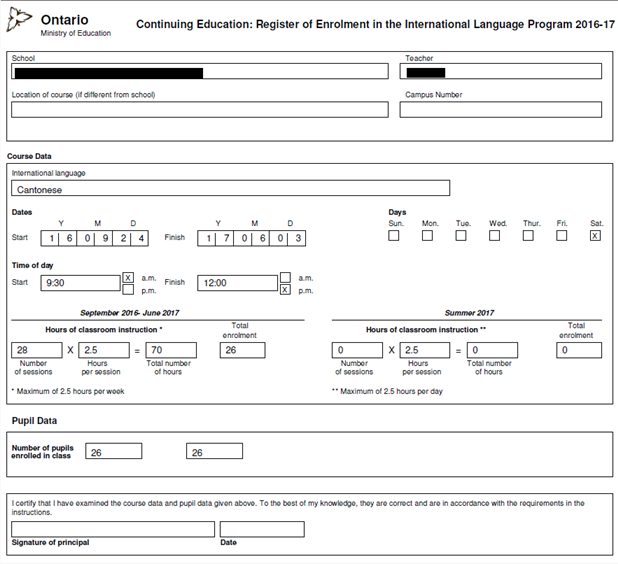 Ontario
Ministry of Education
Continuing Education: Register of Enrolment in the International Language Program 2016-17
School
Teacher
Location of course (if different from school)
Campus Number
Course Data
International language
Cantonese
Dates
Days
Y M D Y M D Sun. Mon. Tue. Wed. Thur. Fri. Sat.
Start 1 6 0 9 2 4 Finish 1 7 0 6 0 3 X
Time of day
Start 9:30 X a.m. Finish 12:00 a.m.
p.m. X p.m.
September 2016- June 2017
Summer 2017
Hours of classroom instruction *
Total enrolment
Hours of classroom instruction **
Total enrolment
28 X 2.5 = 70 26
0 X 2.5 = 0 0
Number of sessions
Hours per session
Total number of hours
Number of sessions
Hours per session
Total number of hours
* Maximum of 2.5 hours per week
** Maximum of 2.5 hours per day
Pupil Data
Number of pupils enrolled in class
26 26
I certify that I have examined the course data and pupil data given above. To the best of my knowledge, they are correct and are in accordance with the requirements in the
instructions.
Signature of principal
Date